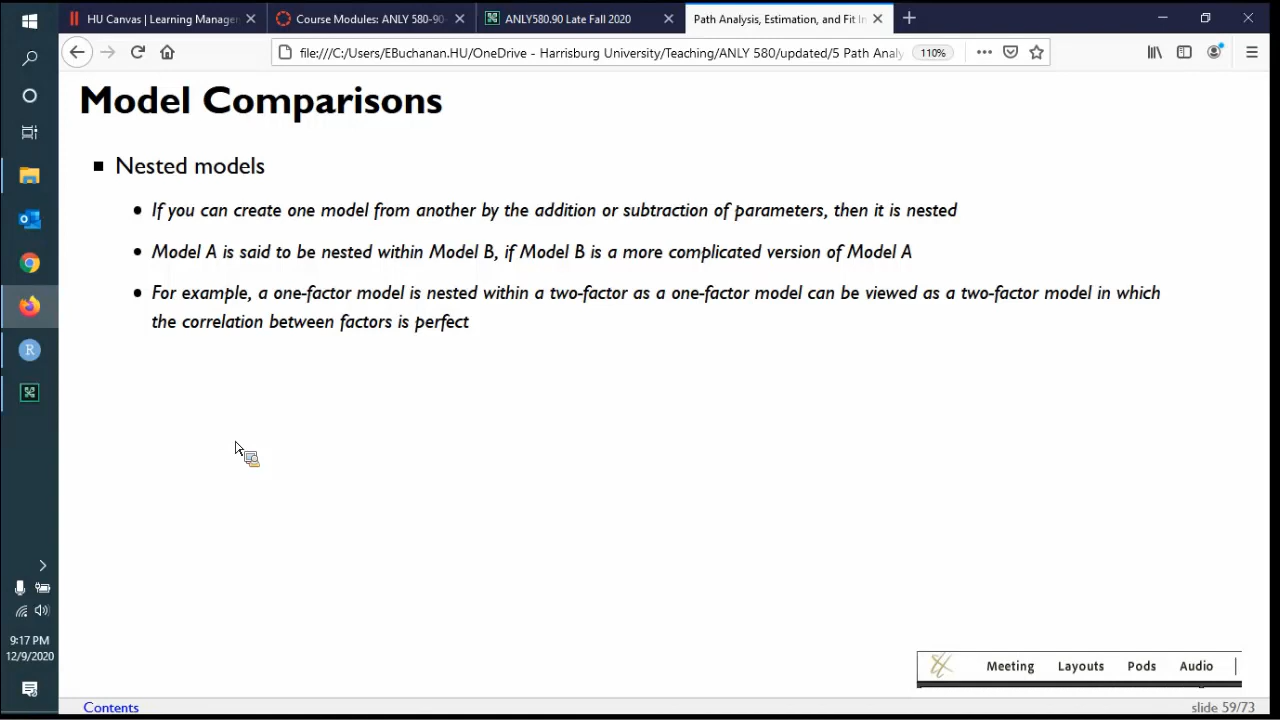 HU Canvas | Learning Manage
Course Modules: ANLY 580-90-
ANLY580.90 Late Fall 2020
Path Analysis, Estimation, and Fit In
file:///C:/Users/EBuchanan.HU/OneDrive - Harrisburg University/Teaching/ANLY 580/updated/5 Path Analy
110%
Model Comparisons
Nested models
If you can create one model from another by the addition or subtraction of parameters, then it is nested
Model A is said to be nested within Model B, if Model B is a more complicated version of Model A
For example, a one-factor model is nested within a two-factor as a one-factor model can be viewed as a two-factor model in which
the correlation between factors is perfect
R
9:17 PM
12/9/2020
Meeting Layouts Pods Audio
Contents
slide 59/73